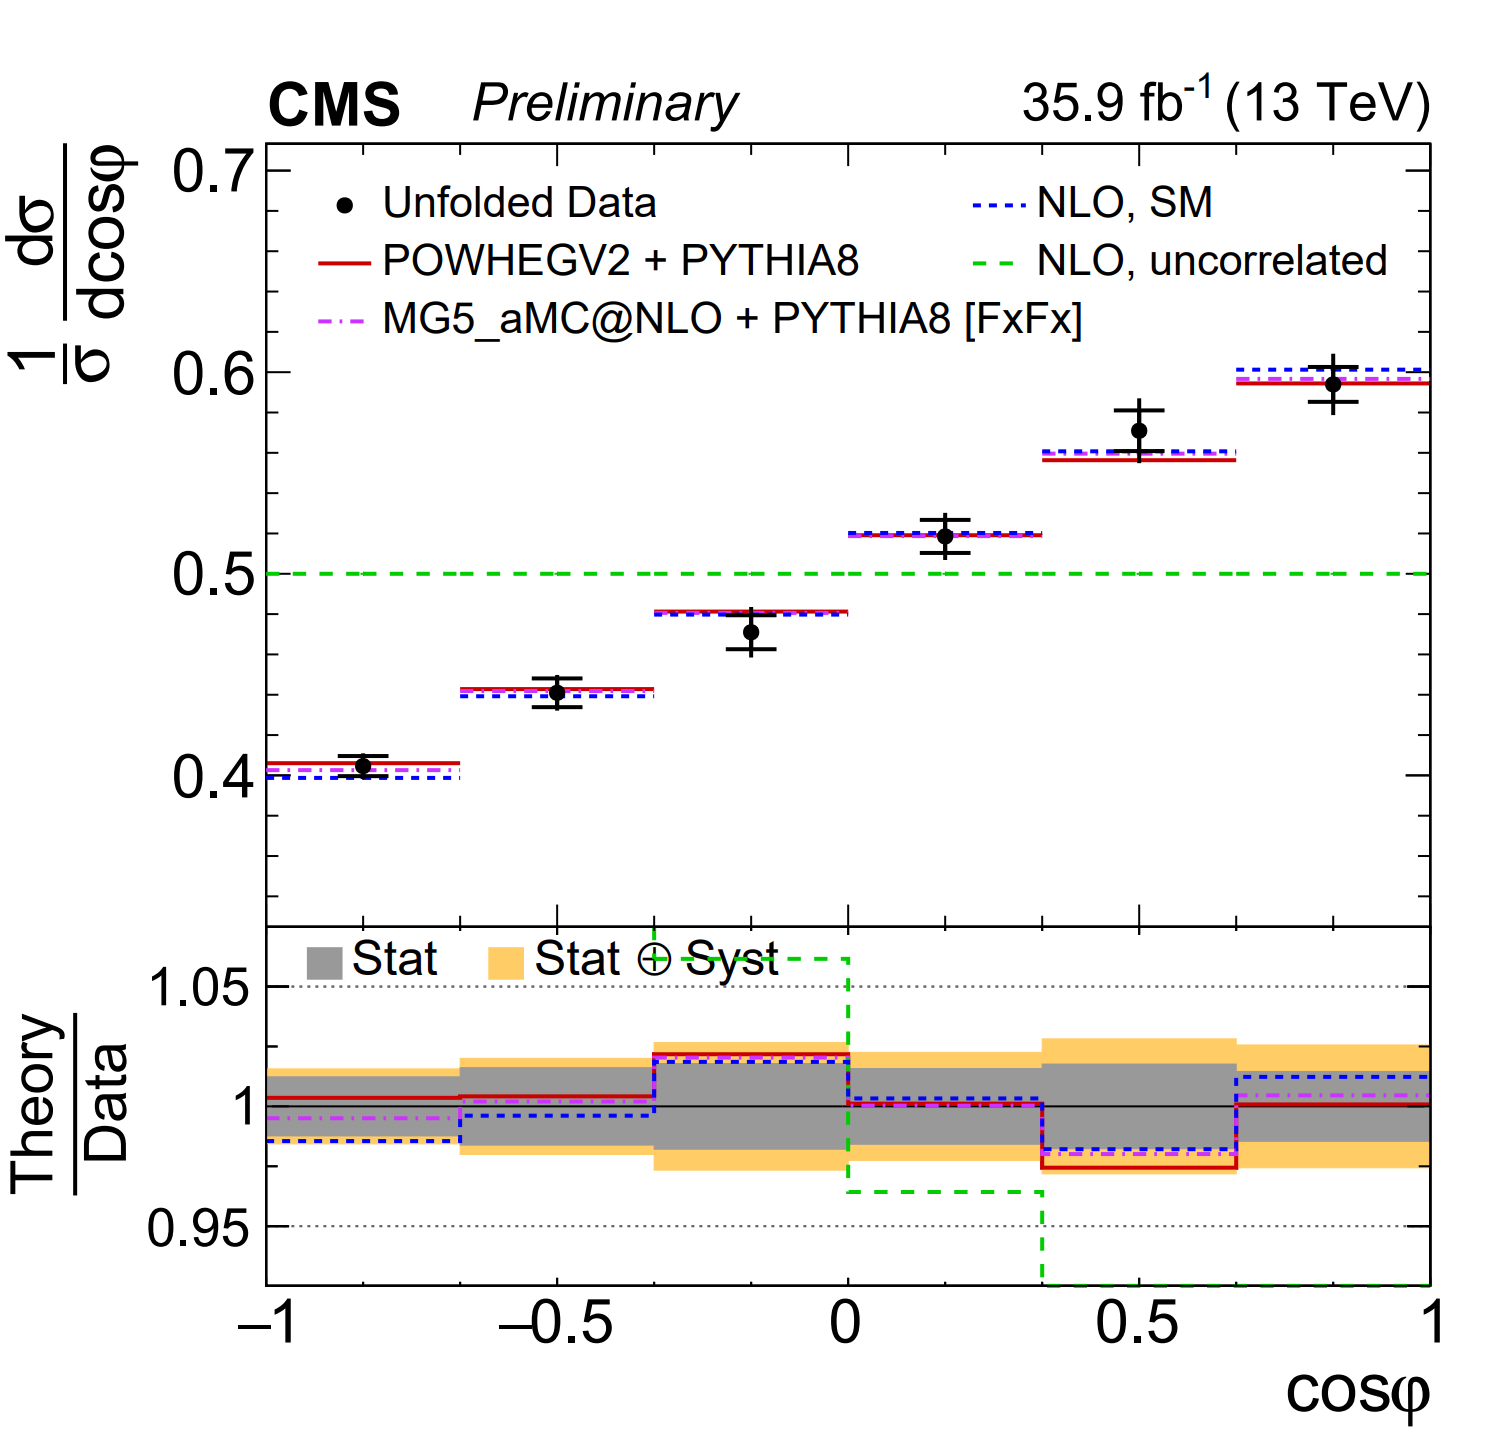 CMS Preliminary 35.9 fb⁻¹ (13 TeV)
1/σ dσ/dcosφ
0.7
0.6
0.5
0.4
Unfolded Data
POWHEGV2 + PYTHIA8
MG5_aMC@NLO + PYTHIA8 [FxFx]
NLO, SM
NLO, uncorrelated
Theory
Data
Stat
Stat ⊕ Syst
1.05
1
0.95
–1 –0.5 0 0.5 1
cosφ